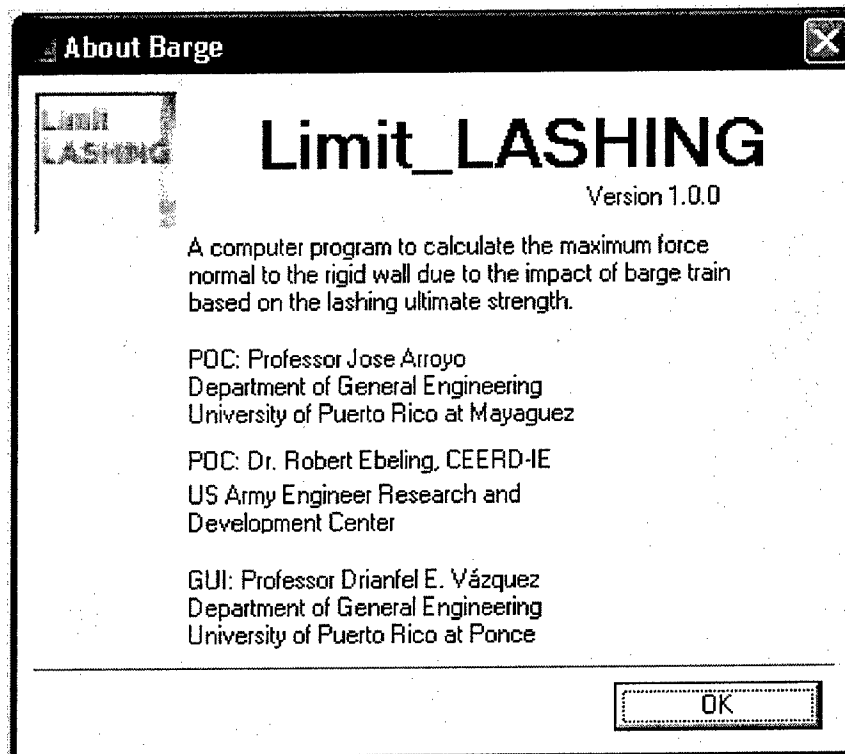 About Barge
Limit
LASHING
Limit_LASHING
Version 1.0.0
A computer program to calculate the maximum force
normal to the rigid wall due to the impact of barge train
based on the lashing ultimate strength.
POC: Professor Jose Arroyo
Department of General Engineering
University of Puerto Rico at Mayaguez
POC: Dr. Robert Ebeling, CEERD-IE
US Army Engineer Research and
Development Center
GUI: Professor Drianfel E. Vázquez
Department of General Engineering
University of Puerto Rico at Ponce
OK